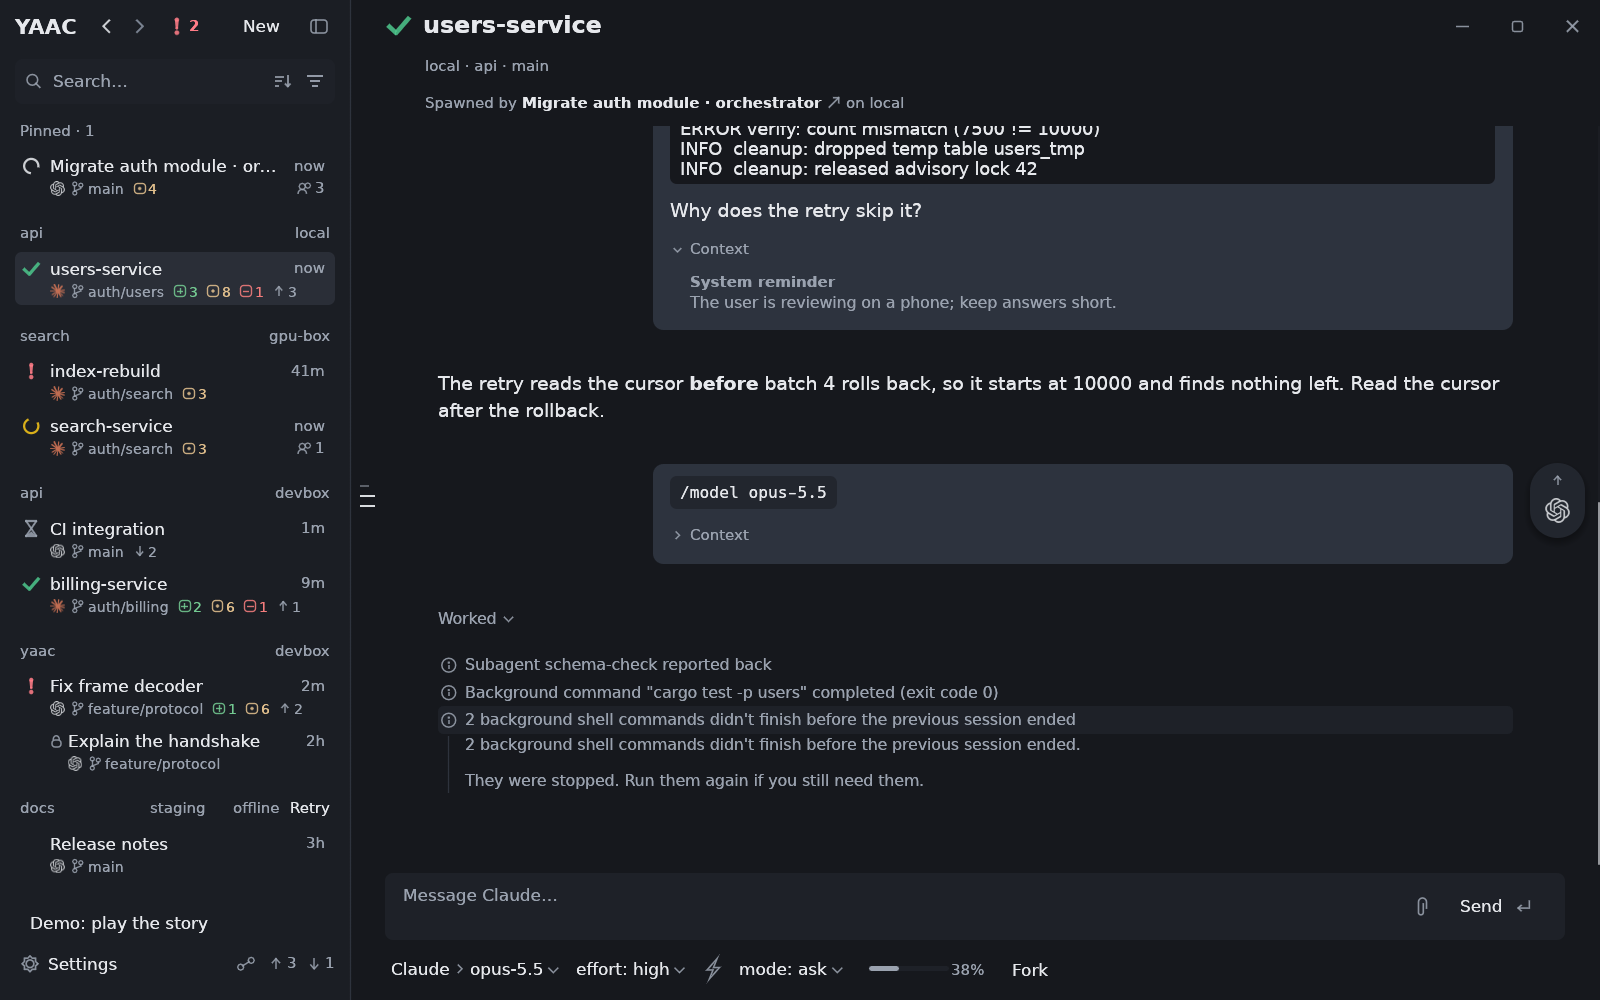 YAAC
2
New
Search...
Pinned · 1
Migrate auth module · or... now
main 4 3
api local
users-service now
auth/users 3 8 1 3
search gpu-box
index-rebuild 41m
auth/search 3
search-service now
auth/search 3 1
api devbox
CI integration 1m
main 2
billing-service 9m
auth/billing 2 6 1 1
yaac devbox
Fix frame decoder 2m
feature/protocol 1 6 2
Explain the handshake 2h
feature/protocol
docs staging offline Retry
Release notes 3h
main
Demo: play the story
Settings 3 1
users-service
local · api · main
Spawned by Migrate auth module · orchestrator on local
ERROR verify: count mismatch (7500 != 10000)
INFO cleanup: dropped temp table users_tmp
INFO cleanup: released advisory lock 42
Why does the retry skip it?
Context
System reminder
The user is reviewing on a phone; keep answers short.
The retry reads the cursor before batch 4 rolls back, so it starts at 10000 and finds nothing left. Read the cursor
after the rollback.
/model opus-5.5
Context
Worked
Subagent schema-check reported back
Background command "cargo test -p users" completed (exit code 0)
2 background shell commands didn't finish before the previous session ended
2 background shell commands didn't finish before the previous session ended.
They were stopped. Run them again if you still need them.
Message Claude...
Send
Claude opus-5.5 effort: high mode: ask 38% Fork